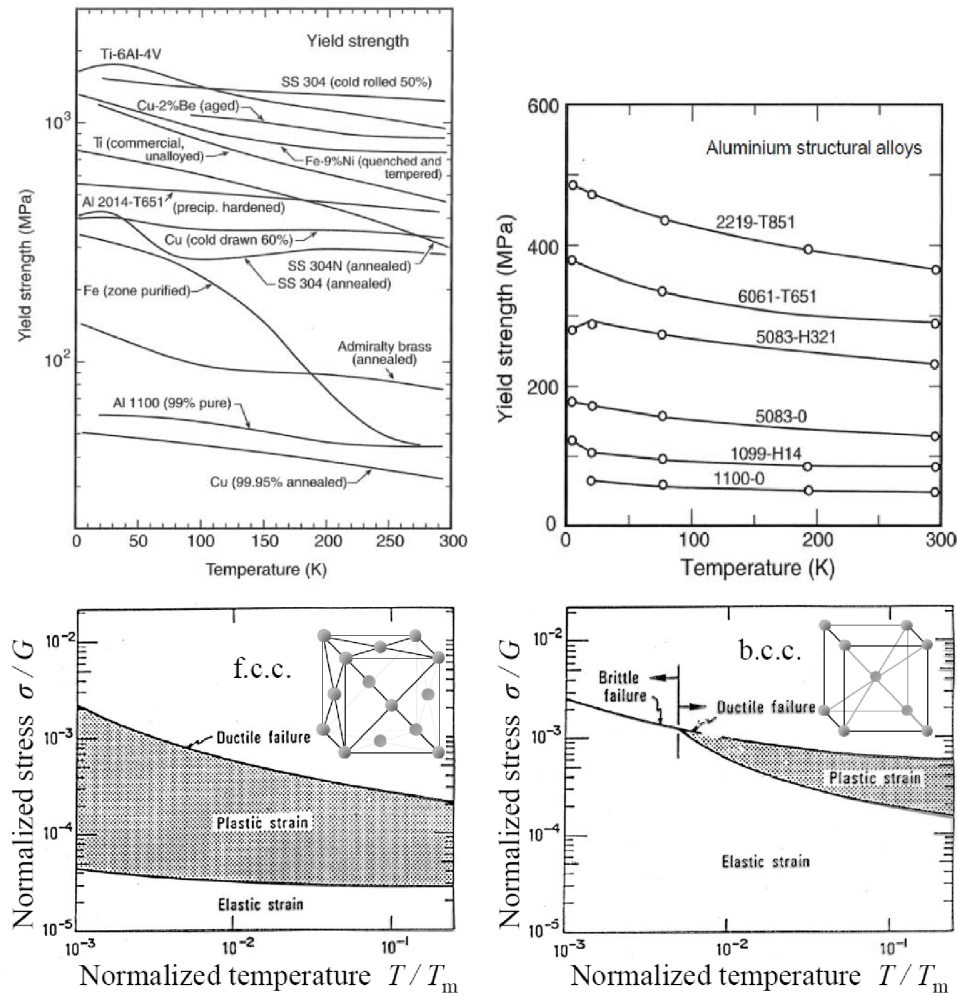 Yield strength
Ti-6Al-4V
SS 304 (cold rolled 50%)
Cu-2%Be (aged)
Ti (commercial,
unalloyed)
Fe-9%Ni (quenched and
tempered)
Al 2014-T651
(precip. hardened)
Cu (cold drawn 60%)
SS 304N (annealed)
SS 304 (annealed)
Fe (zone purified)
Admiralty brass
(annealed)
Al 1100 (99% pure)
Cu (99.95% annealed)
10³
10²
Yield strength (MPa)
0 50 100 150 200 250 300
Temperature (K)
600
400
200
0
Yield strength (MPa)
Aluminium structural alloys
2219-T851
6061-T651
5083-H321
5083-0
1099-H14
1100-0
0 100 200 300
Temperature (K)
Normalized stress σ / G
10⁻²
10⁻³
10⁻⁴
10⁻⁵
f.c.c.
Ductile failure
Plastic strain
Elastic strain
10⁻³ 10⁻² 10⁻¹
Normalized temperature T / Tₘ
Normalized stress σ / G
10⁻²
10⁻³
10⁻⁴
10⁻⁵
b.c.c.
Brittle
failure
Ductile failure
Plastic strain
Elastic strain
10⁻³ 10⁻² 10⁻¹
Normalized temperature T / Tₘ